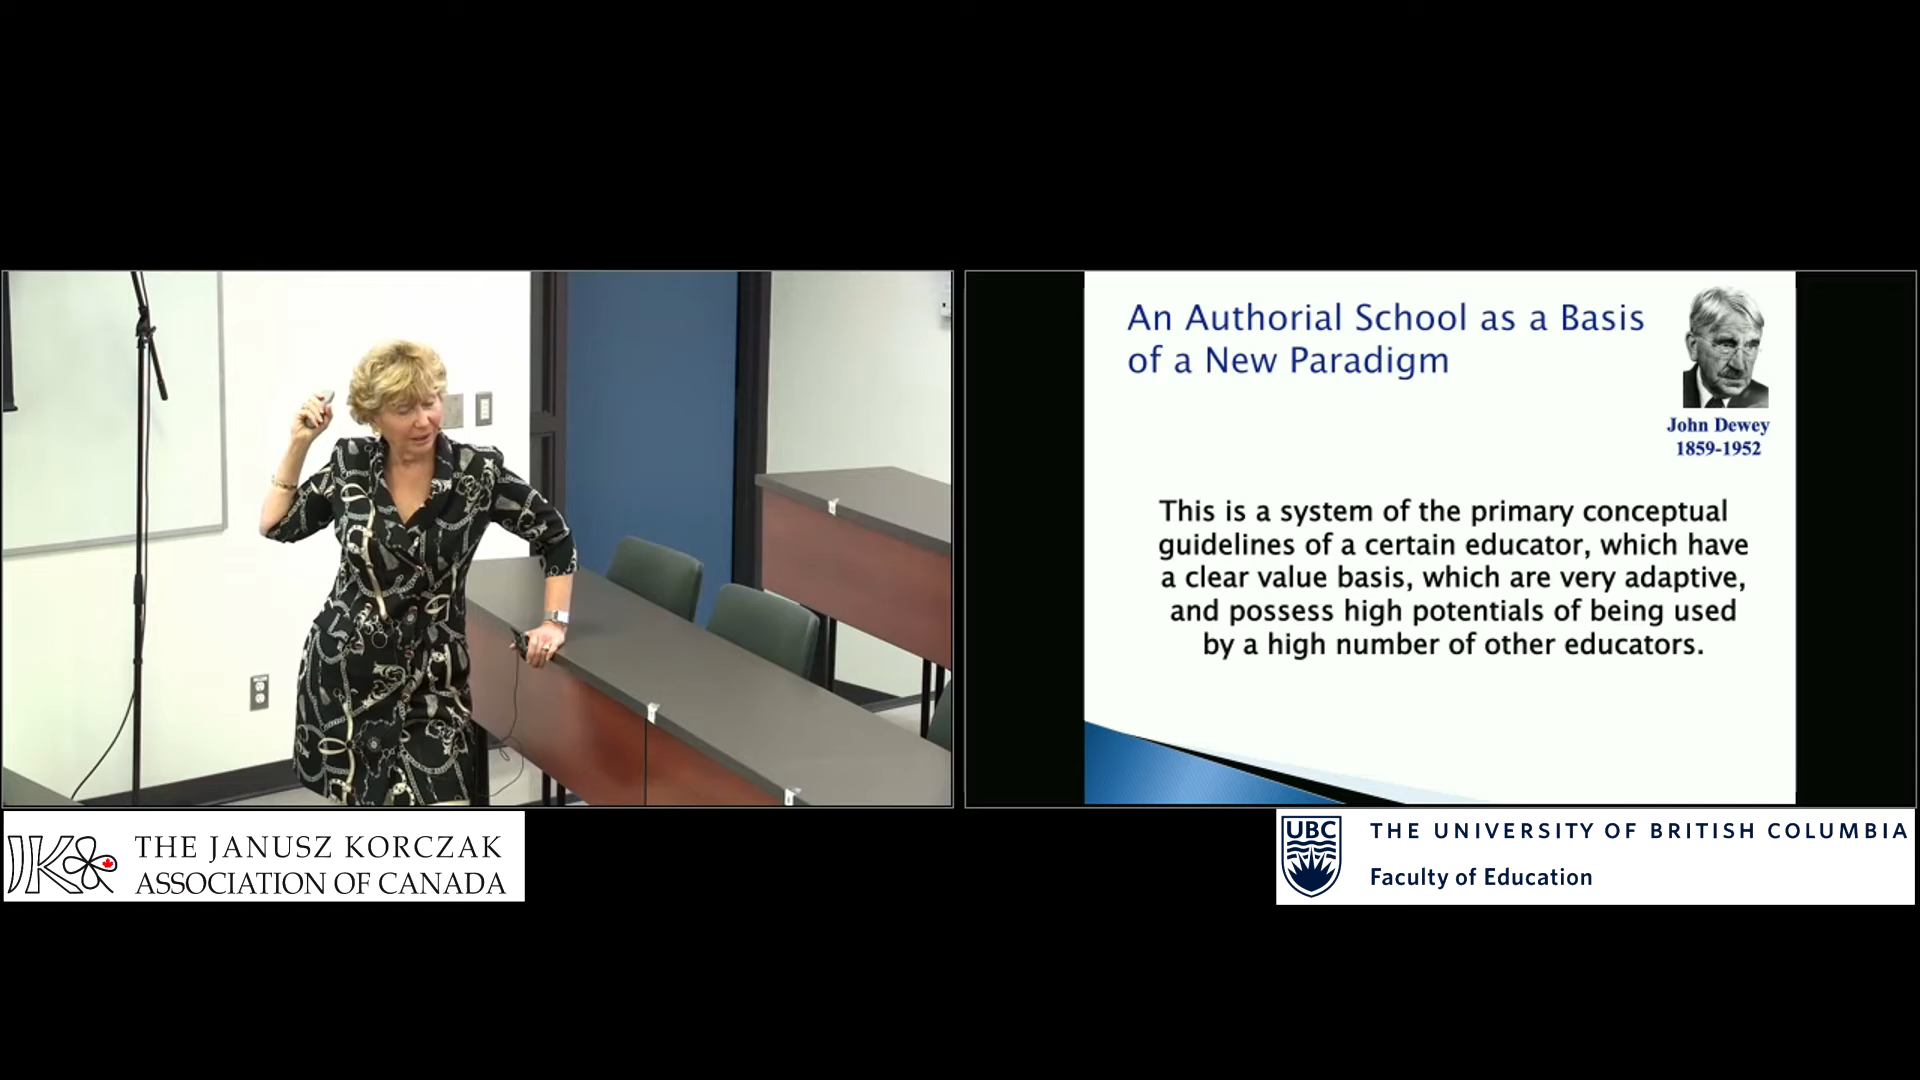 An Authorial School as a Basis
of a New Paradigm
John Dewey
1859-1952
This is a system of the primary conceptual
guidelines of a certain educator, which have
a clear value basis, which are very adaptive,
and possess high potentials of being used
by a high number of other educators.
JK
THE JANUSZ KORCZAK
ASSOCIATION OF CANADA
UBC
THE UNIVERSITY OF BRITISH COLUMBIA
Faculty of Education